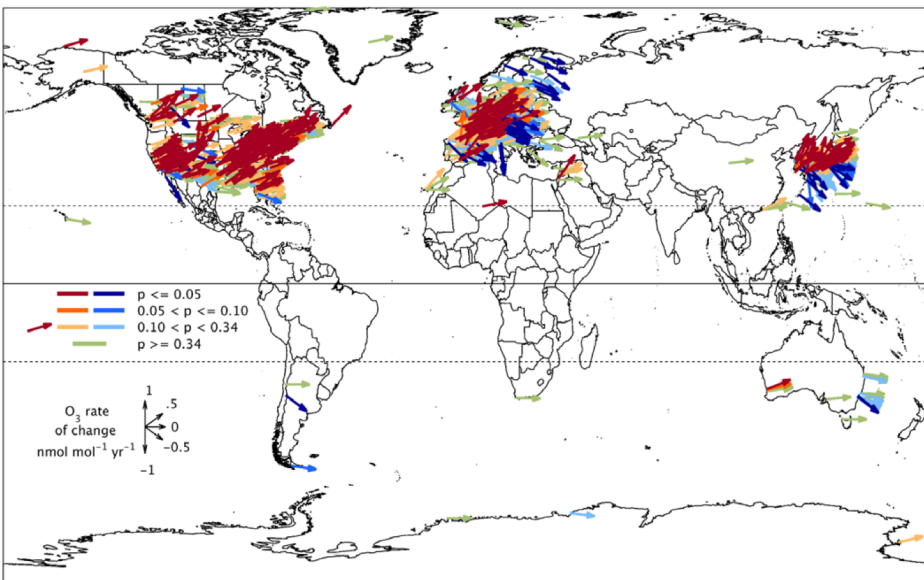 p <= 0.05
0.05 < p <= 0.10
0.10 < p < 0.34
p >= 0.34
1
.5
O₃ rate
of change
0
-0.5
nmol mol⁻¹ yr⁻¹
-1